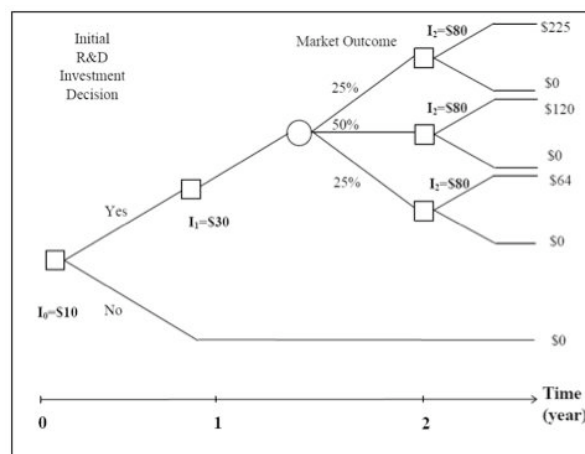 Initial
R&D
Investment
Decision
Market Outcome
I₂=$80
$225
25%
$0
I₂=$80
$120
50%
$0
I₂=$80
$64
25%
$0
Yes
I₁=$30
I₀=$10
No
$0
Time
(year)
0
1
2